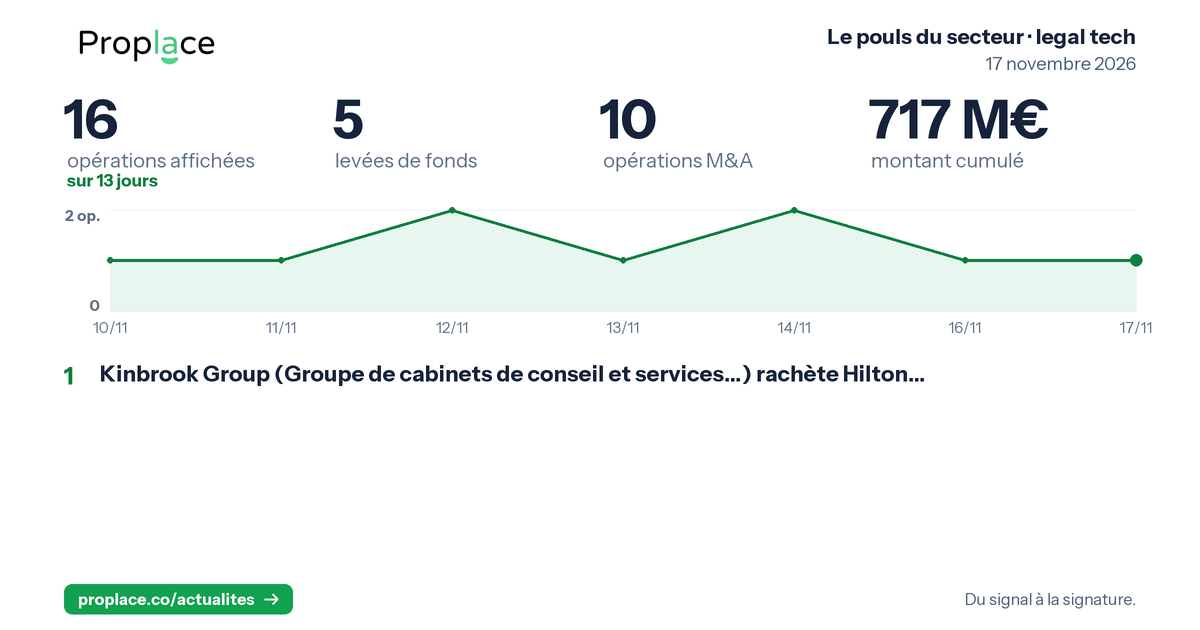 Proplace
Le pouls du secteur · legal tech
17 novembre 2026
16
opérations affichées
sur 13 jours
5
levées de fonds
10
opérations M&A
717 M€
montant cumulé
2 op.
0
10/11 11/11 12/11 13/11 14/11 16/11 17/11
1 Kinbrook Group (Groupe de cabinets de conseil et services...) rachète Hilton...
proplace.co/actualites →
Du signal à la signature.